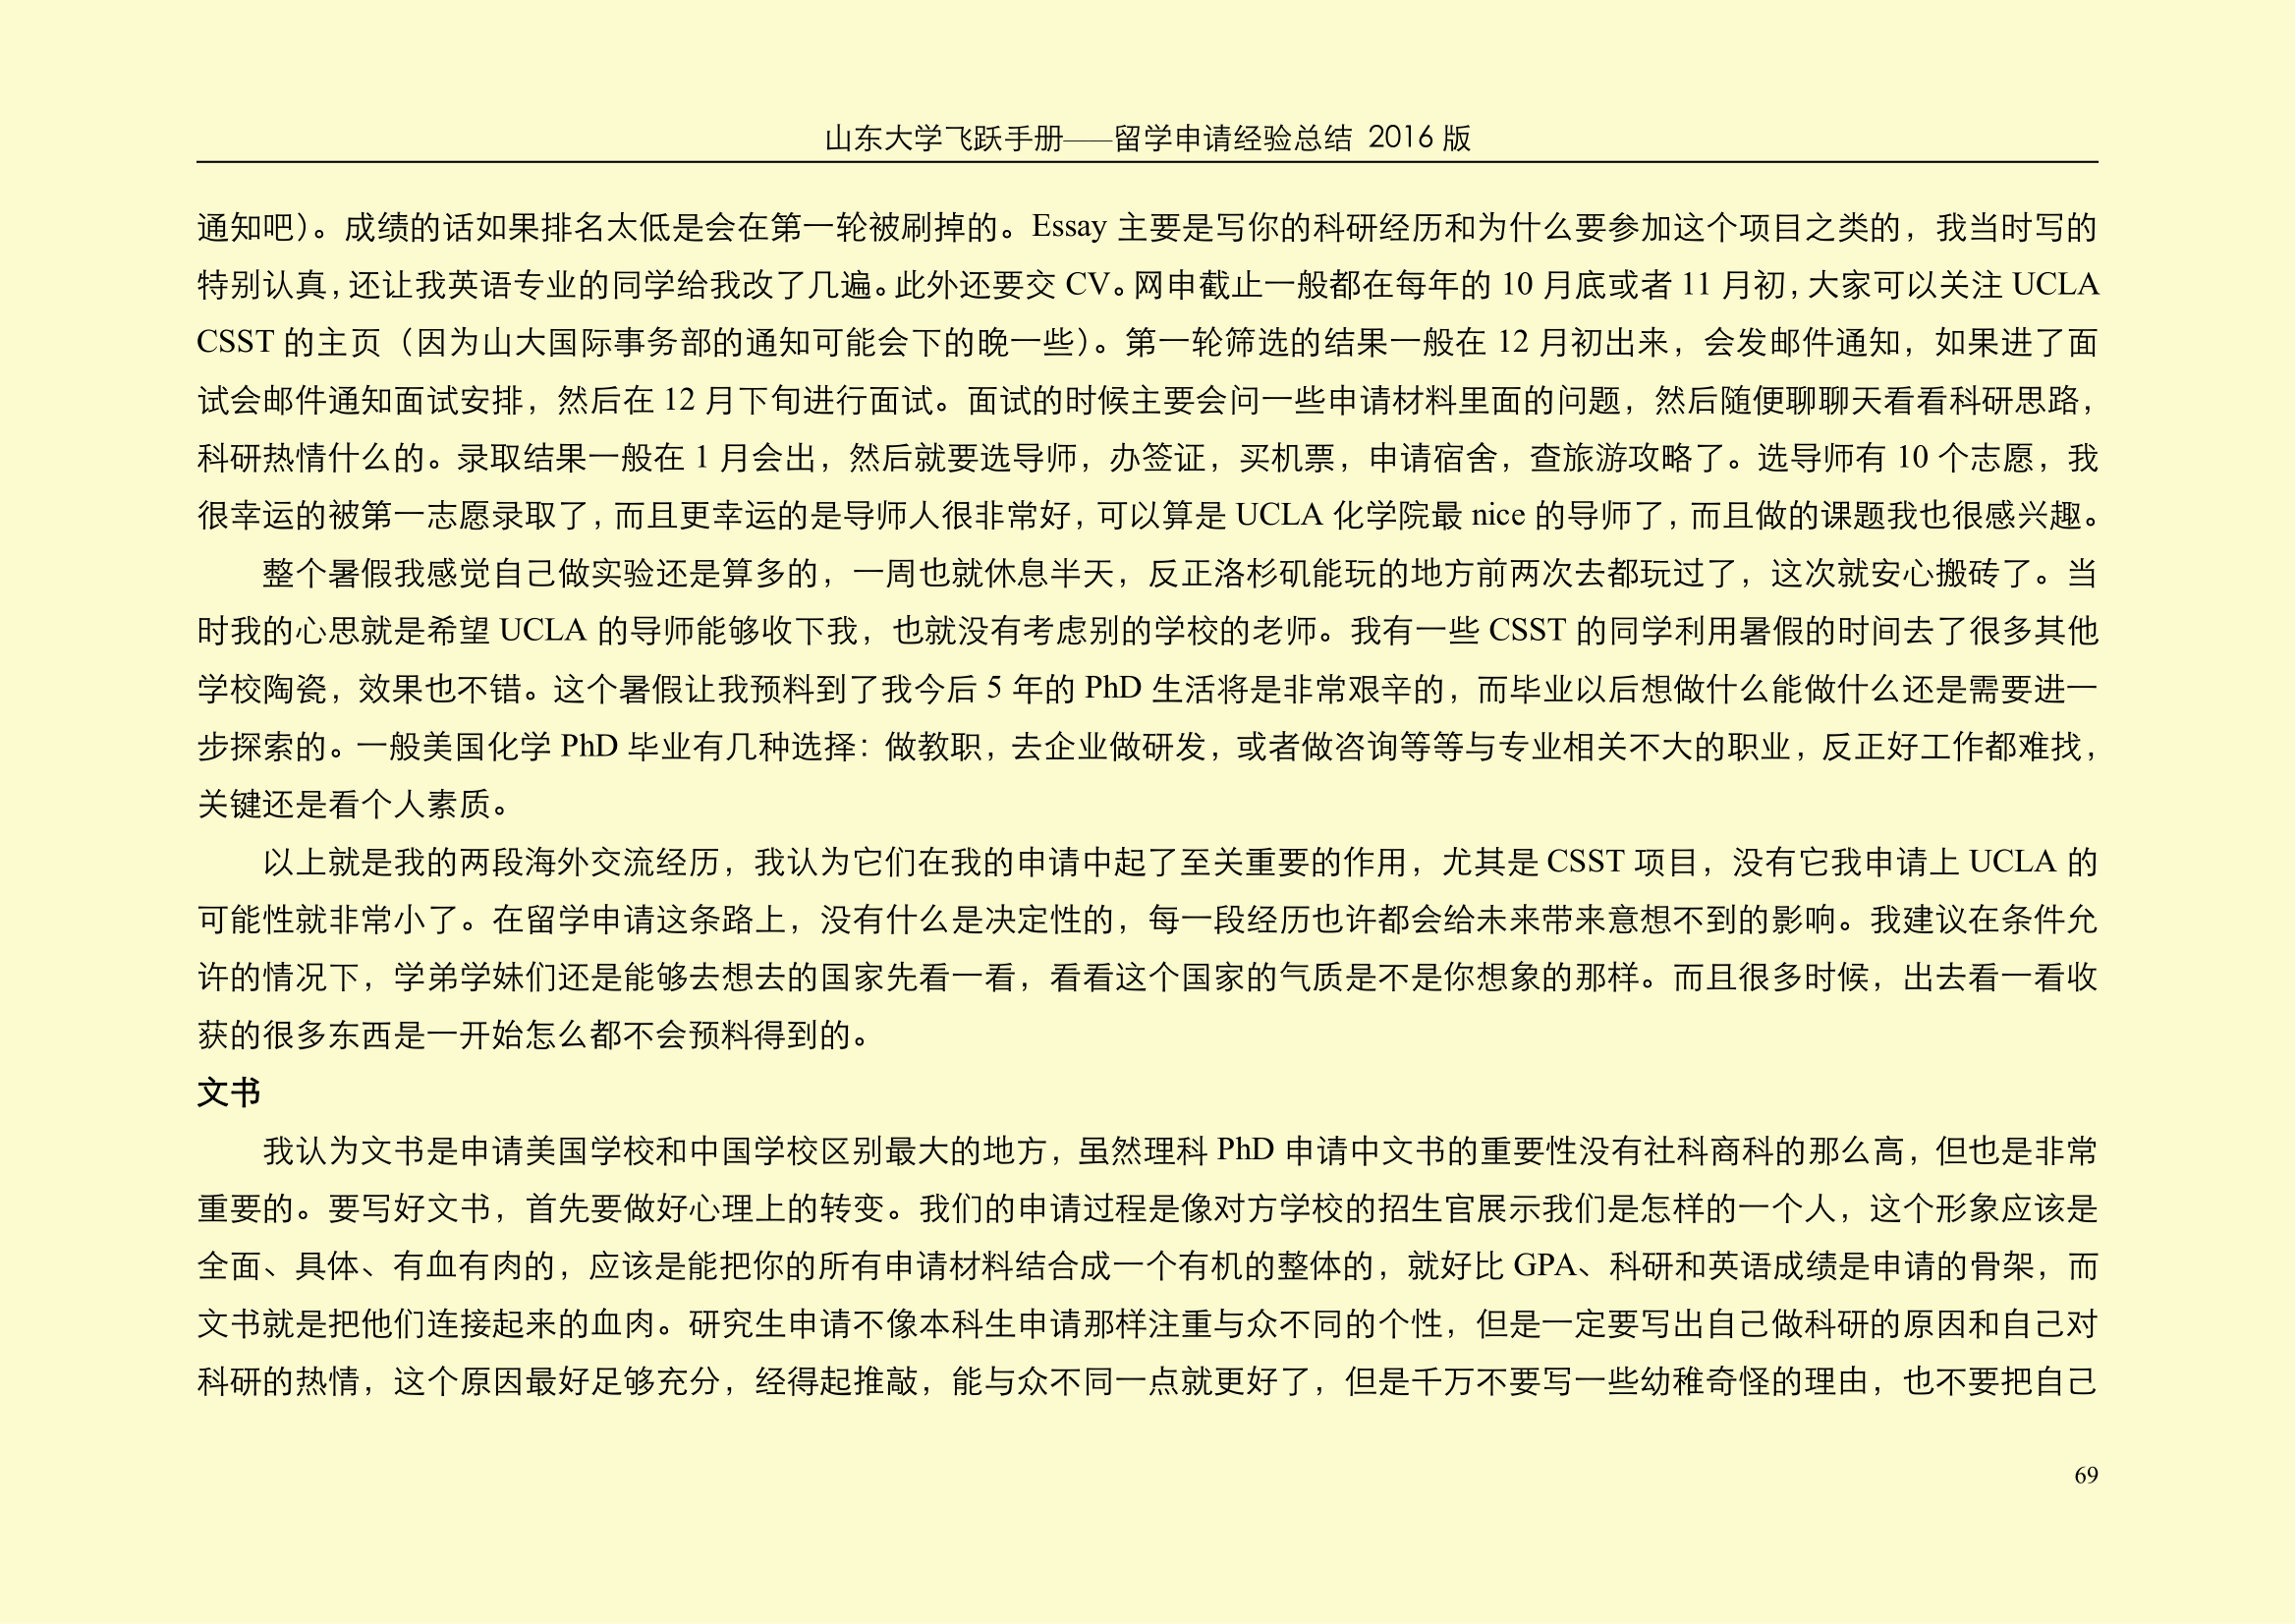 山东大学飞跃手册——留学申请经验总结 2016 版
通知吧）。成绩的话如果排名太低是会在第一轮被刷掉的。Essay 主要是写你的科研经历和为什么要参加这个项目之类的，我当时写的
特别认真，还让我英语专业的同学给我改了几遍。此外还要交 CV。网申截止一般都在每年的 10 月底或者 11 月初，大家可以关注 UCLA
CSST 的主页（因为山大国际事务部的通知可能会下的晚一些）。第一轮筛选的结果一般在 12 月初出来，会发邮件通知，如果进了面
试会邮件通知面试安排，然后在 12 月下旬进行面试。面试的时候主要会问一些申请材料里面的问题，然后随便聊聊天看看科研思路，
科研热情什么的。录取结果一般在 1 月会出，然后就要选导师，办签证，买机票，申请宿舍，查旅游攻略了。选导师有 10 个志愿，我
很幸运的被第一志愿录取了，而且更幸运的是导师人很非常好，可以算是 UCLA 化学院最 nice 的导师了，而且做的课题我也很感兴趣。
整个暑假我感觉自己做实验还是算多的，一周也就休息半天，反正洛杉矶能玩的地方前两次去都玩过了，这次就安心搬砖了。当
时我的心思就是希望 UCLA 的导师能够收下我，也就没有考虑别的学校的老师。我有一些 CSST 的同学利用暑假的时间去了很多其他
学校陶瓷，效果也不错。这个暑假让我预料到了我今后 5 年的 PhD 生活将是非常艰辛的，而毕业以后想做什么能做什么还是需要进一
步探索的。一般美国化学 PhD 毕业有几种选择：做教职，去企业做研发，或者做咨询等等与专业相关不大的职业，反正好工作都难找，
关键还是看个人素质。
以上就是我的两段海外交流经历，我认为它们在我的申请中起了至关重要的作用，尤其是 CSST 项目，没有它我申请上 UCLA 的
可能性就非常小了。在留学申请这条路上，没有什么是决定性的，每一段经历也许都会给未来带来意想不到的影响。我建议在条件允
许的情况下，学弟学妹们还是能够去想去的国家先看一看，看看这个国家的气质是不是你想象的那样。而且很多时候，出去看一看收
获的很多东西是一开始怎么都不会预料得到的。
文书
我认为文书是申请美国学校和中国学校区别最大的地方，虽然理科 PhD 申请中文书的重要性没有社科商科的那么高，但也是非常
重要的。要写好文书，首先要做好心理上的转变。我们的申请过程是像对方学校的招生官展示我们是怎样的一个人，这个形象应该是
全面、具体、有血有肉的，应该是能把你的所有申请材料结合成一个有机的整体的，就好比 GPA、科研和英语成绩是申请的骨架，而
文书就是把他们连接起来的血肉。研究生申请不像本科生申请那样注重与众不同的个性，但是一定要写出自己做科研的原因和自己对
科研的热情，这个原因最好足够充分，经得起推敲，能与众不同一点就更好了，但是千万不要写一些幼稚奇怪的理由，也不要把自己
69